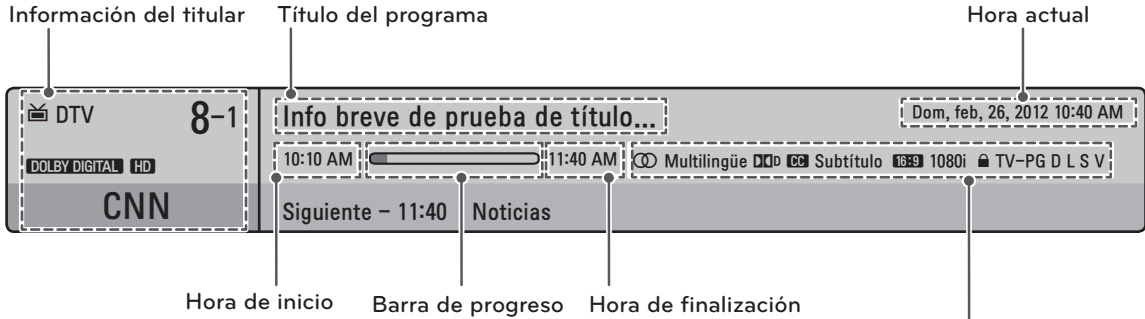 Información del titular Título del programa Hora actual
DTV 8-1 Info breve de prueba de título... Dom, feb, 26, 2012 10:40 AM
DOLBY DIGITAL HD 10:10 AM 11:40 AM Multilingüe D Subtítulo CC 16:9 1080i TV-PG D L S V
CNN Siguiente - 11:40 Noticias
Hora de inicio Barra de progreso Hora de finalización